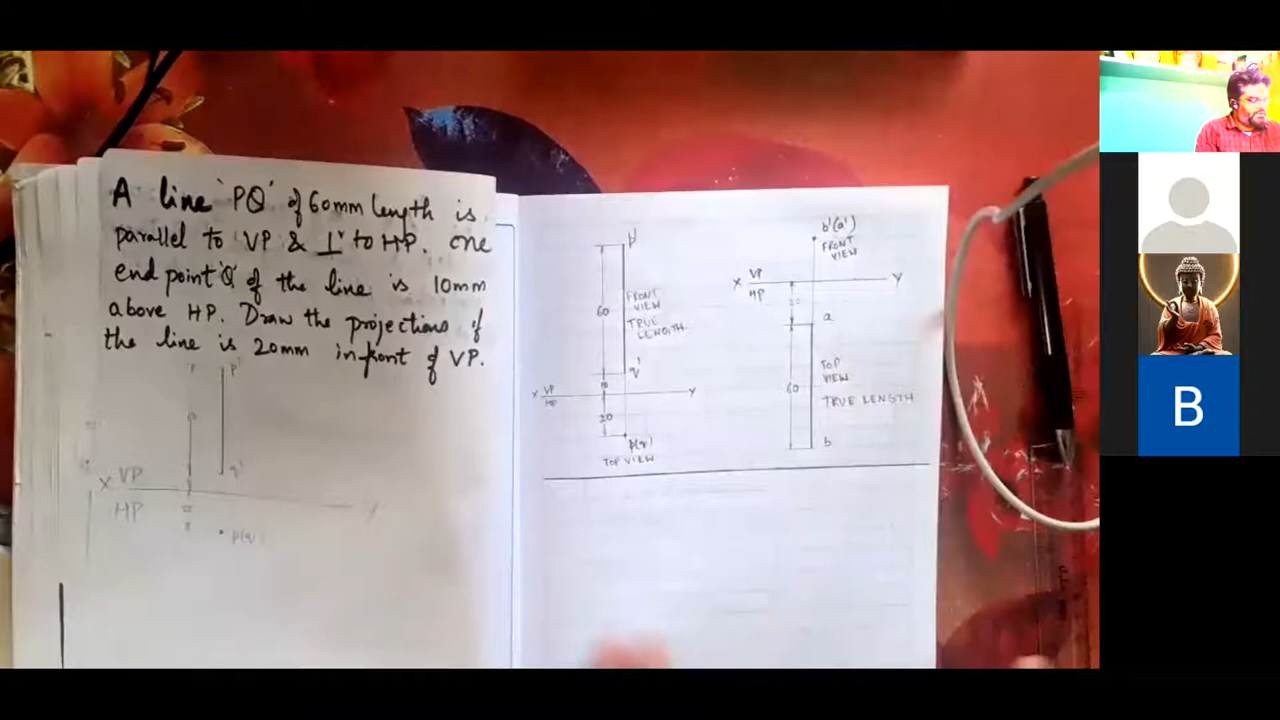 A line 'PQ' of 60mm length is
parallel to VP & ⊥r to HP. One
end point 'Q' of the line is 10mm
above HP. Draw the projections of
the line is 20mm in front of VP.
p'
q'
X VP
HP
Y
p(q)
p'
60
FRONT
VIEW
TRUE
LENGTH
q'
10
X VP
HP
Y
20
p(q)
TOP VIEW
b'(a')
FRONT
VIEW
X VP
HP
Y
20
a
TOP
VIEW
60
TRUE LENGTH
b
B